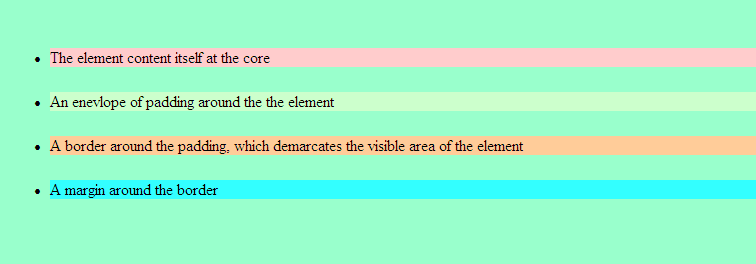 The element content itself at the core
An enevlope of padding around the the element
A border around the padding, which demarcates the visible area of the element
A margin around the border